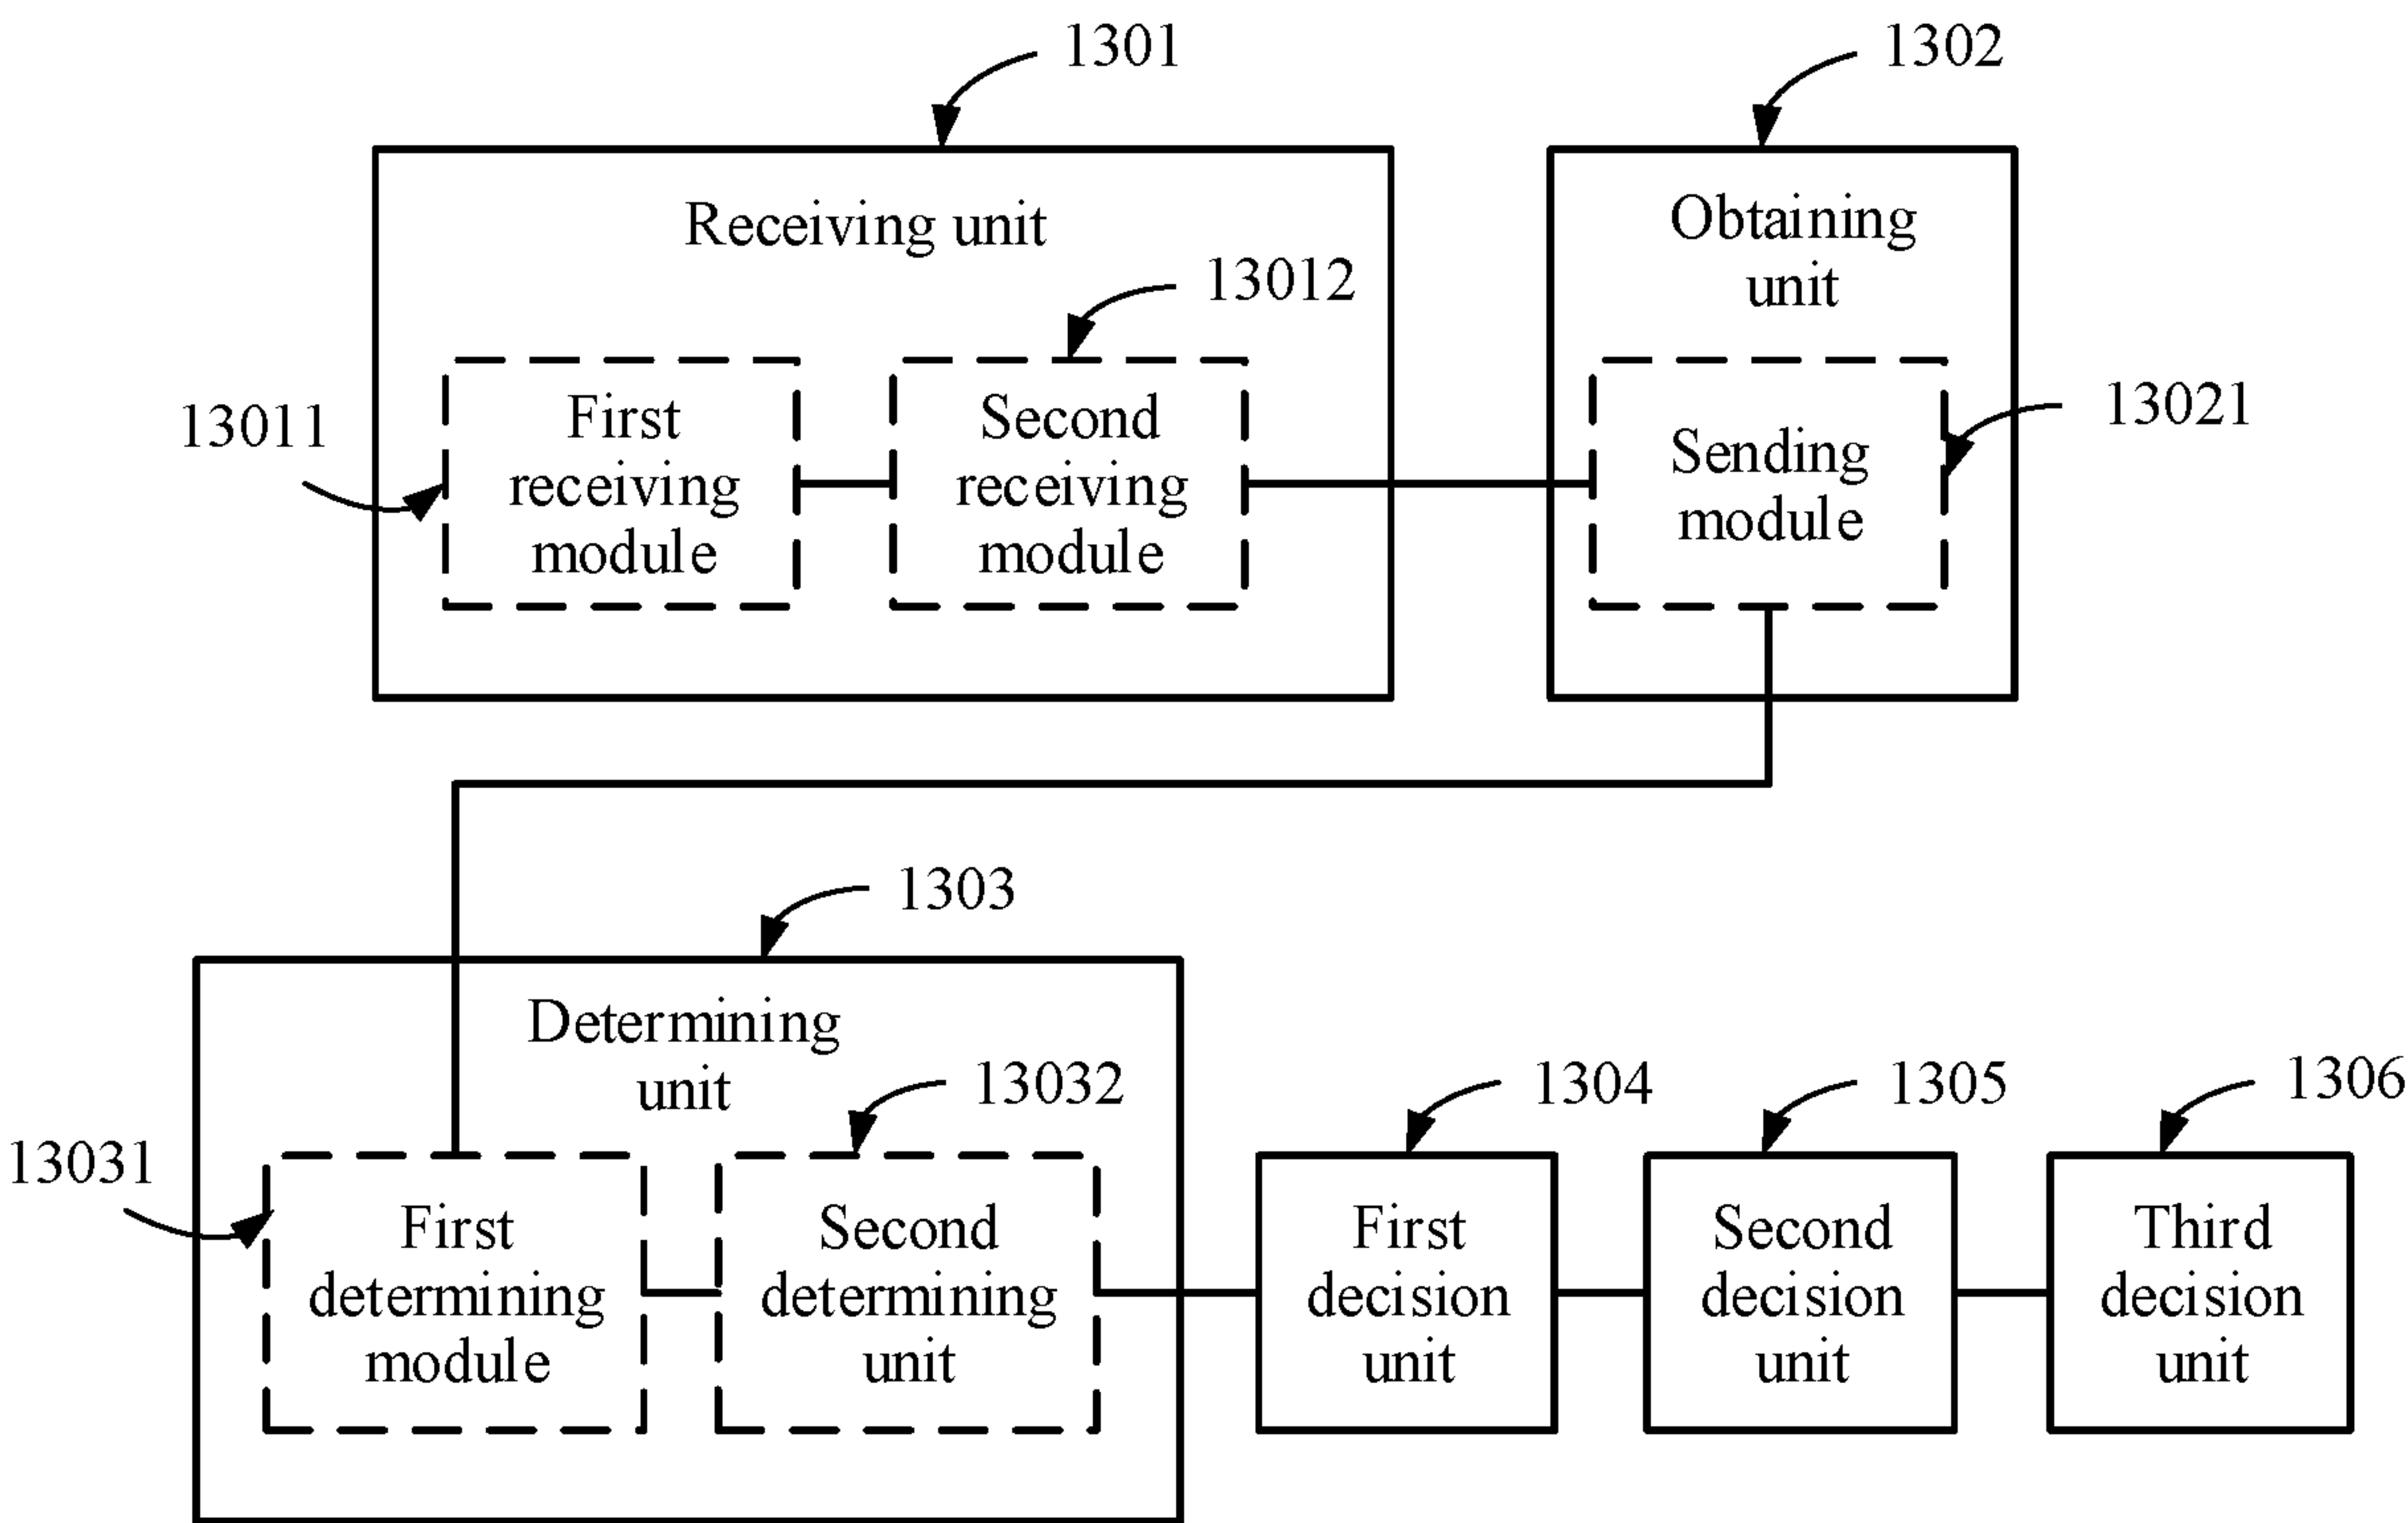 1301
1302
Receiving unit
Obtaining
unit
13012
13011
First
receiving
module
Second
receiving
module
Sending
module
13021
1303
Determining
unit
13032
1304
1305
1306
13031
First
determining
module
Second
determining
unit
First
decision
unit
Second
decision
unit
Third
decision
unit